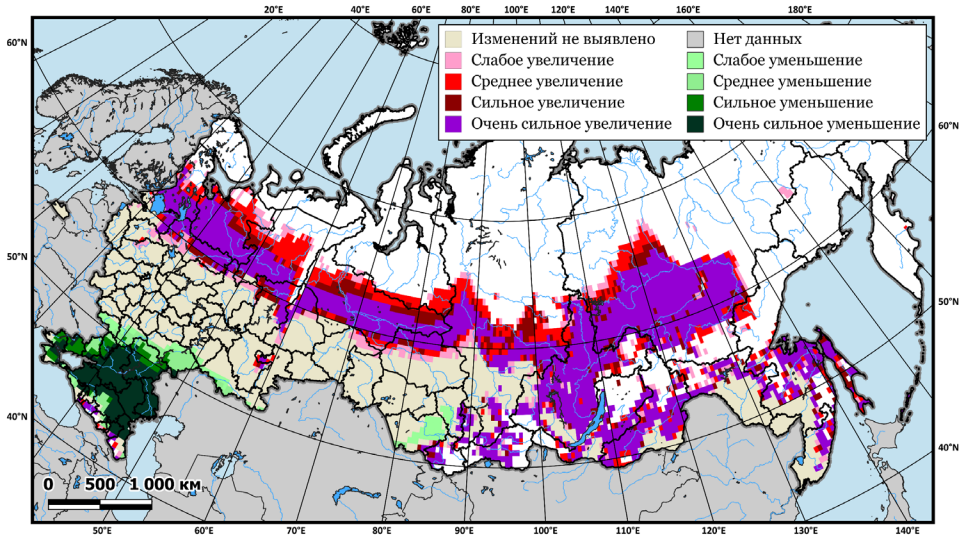 20°E 40°E 60°E 80°E 100°E 120°E 140°E 160°E 180°E
60°N
50°N
40°N
60°N
50°N
40°N
Изменений не выявлено
Слабое увеличение
Среднее увеличение
Сильное увеличение
Очень сильное увеличение
Нет данных
Слабое уменьшение
Среднее уменьшение
Сильное уменьшение
Очень сильное уменьшение
0 500 1 000 км
50°E 60°E 70°E 80°E 90°E 100°E 110°E 120°E 130°E 140°E